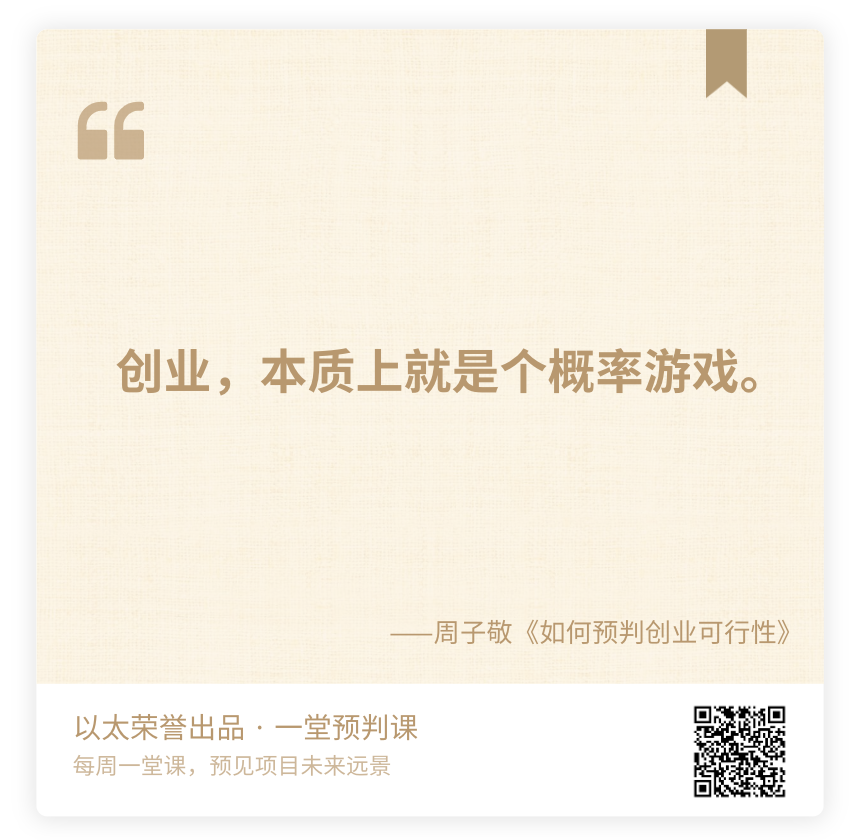 创业，本质上就是个概率游戏。
——周子敬《如何预判创业可行性》
以太荣誉出品 · 一堂预判课
每周一堂课，预见项目未来远景